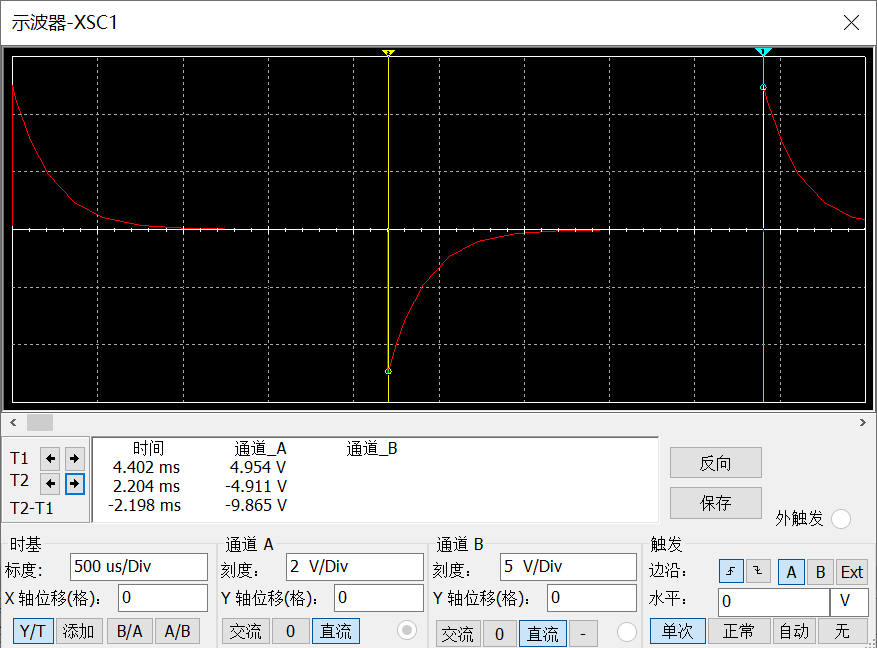 示波器-XSC1
2
1
T1
T2
T2-T1
时间 通道_A 通道_B
4.402 ms 4.954 V
2.204 ms -4.911 V
-2.198 ms -9.865 V
反向
保存
外触发
时基
标度: 500 us/Div
X 轴位移(格): 0
Y/T 添加 B/A A/B
通道 A
刻度: 2 V/Div
Y 轴位移(格): 0
交流 0 直流
通道 B
刻度: 5 V/Div
Y 轴位移(格): 0
交流 0 直流 -
触发
边沿: A B Ext
水平: 0 V
单次 正常 自动 无